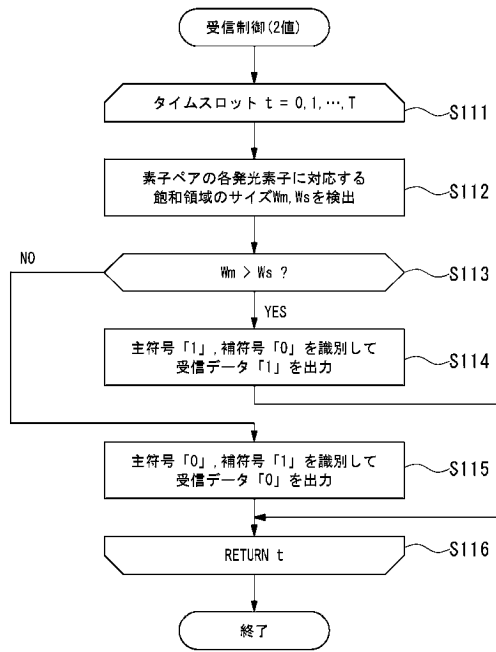 受信制御(2値)
タイムスロット t = 0,1,…,T
S111
素子ペアの各発光素子に対応する
飽和領域のサイズWm,Wsを検出
S112
NO
Wm > Ws ?
S113
YES
主符号「1」,補符号「0」を識別して
受信データ「1」を出力
S114
主符号「0」,補符号「1」を識別して
受信データ「0」を出力
S115
RETURN t
S116
終了